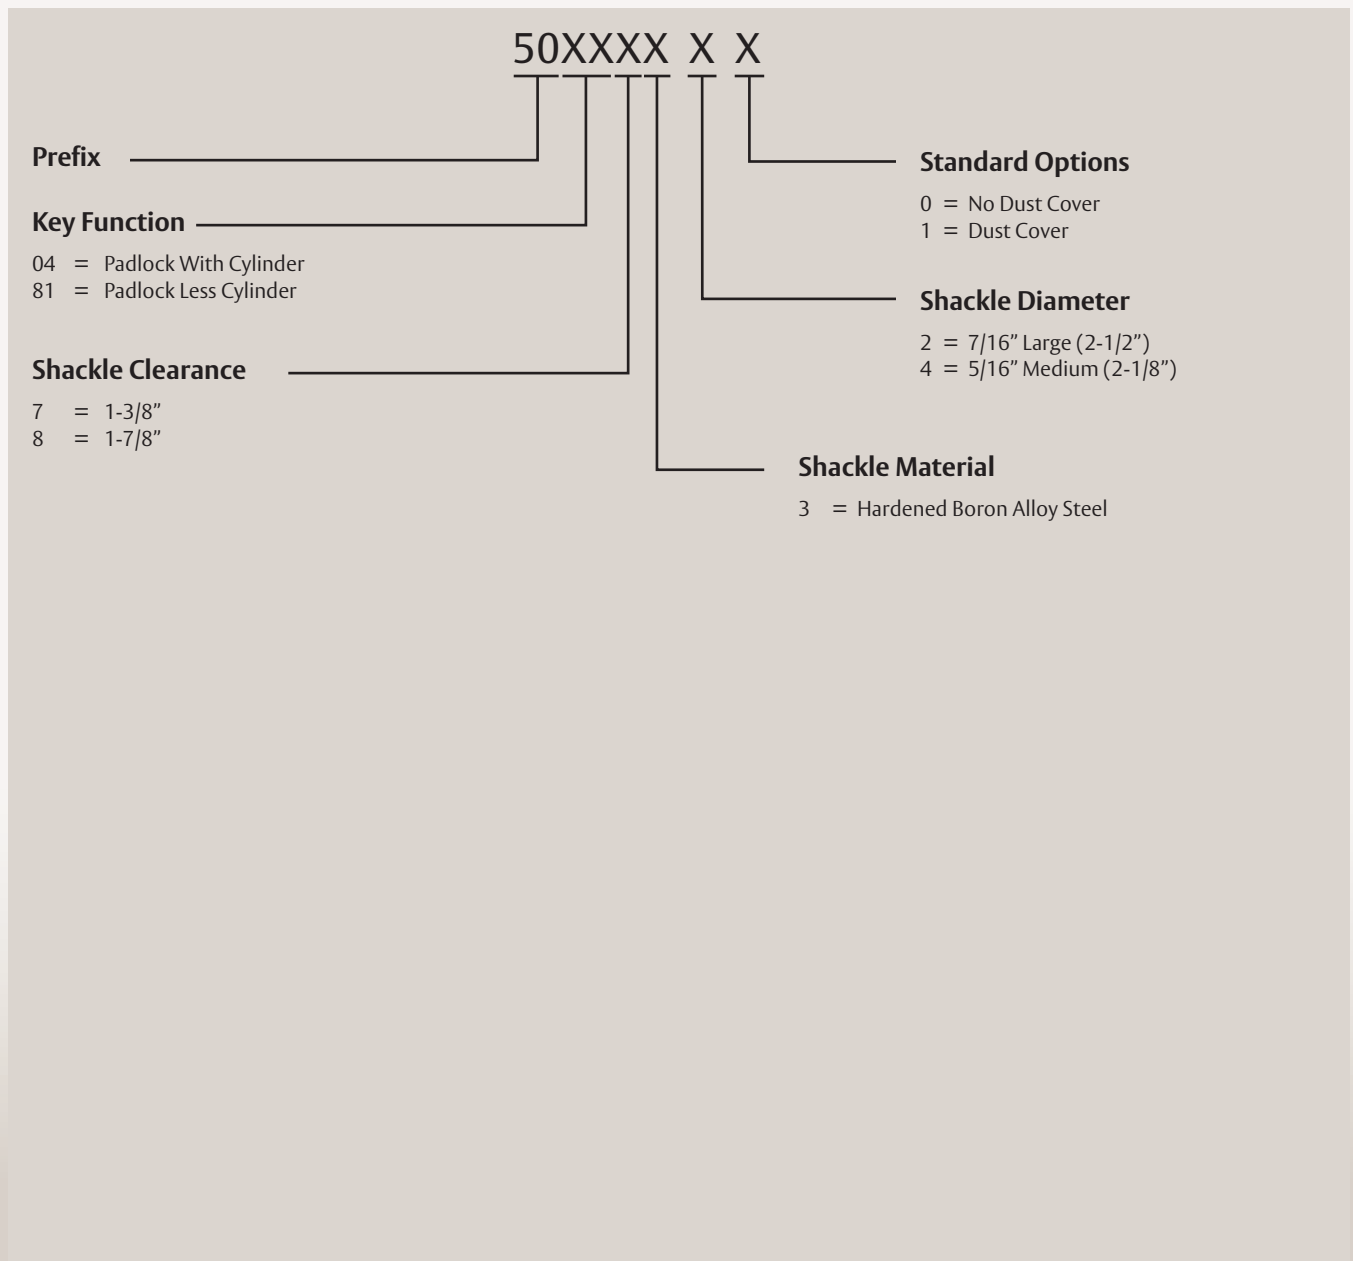 50XXXX X X
Prefix
Key Function
04 = Padlock With Cylinder
81 = Padlock Less Cylinder
Shackle Clearance
7 = 1-3/8”
8 = 1-7/8”
Standard Options
0 = No Dust Cover
1 = Dust Cover
Shackle Diameter
2 = 7/16” Large (2-1/2”)
4 = 5/16” Medium (2-1/8”)
Shackle Material
3 = Hardened Boron Alloy Steel